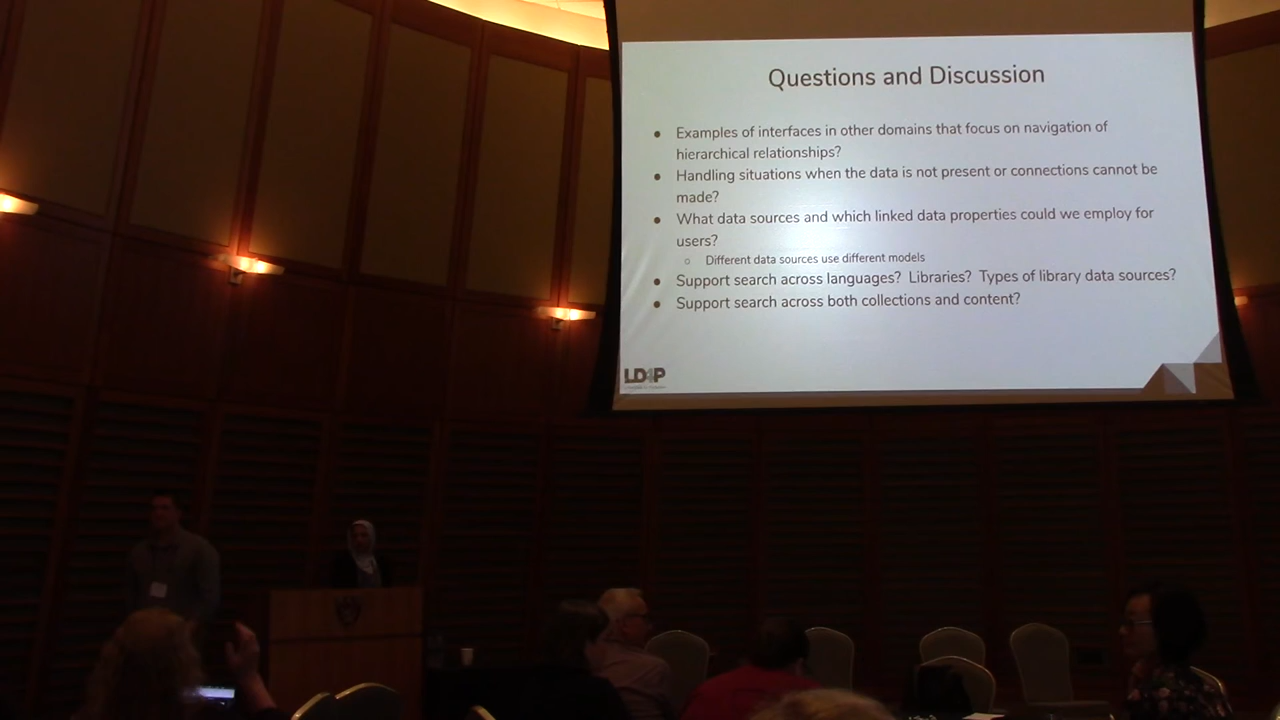 Questions and Discussion
● Examples of interfaces in other domains that focus on navigation of
hierarchical relationships?
● Handling situations when the data is not present or connections cannot be
made?
● What data sources and which linked data properties could we employ for
users?
○ Different data sources use different models
● Support search across languages? Libraries? Types of library data sources?
● Support search across both collections and content?
LD4P